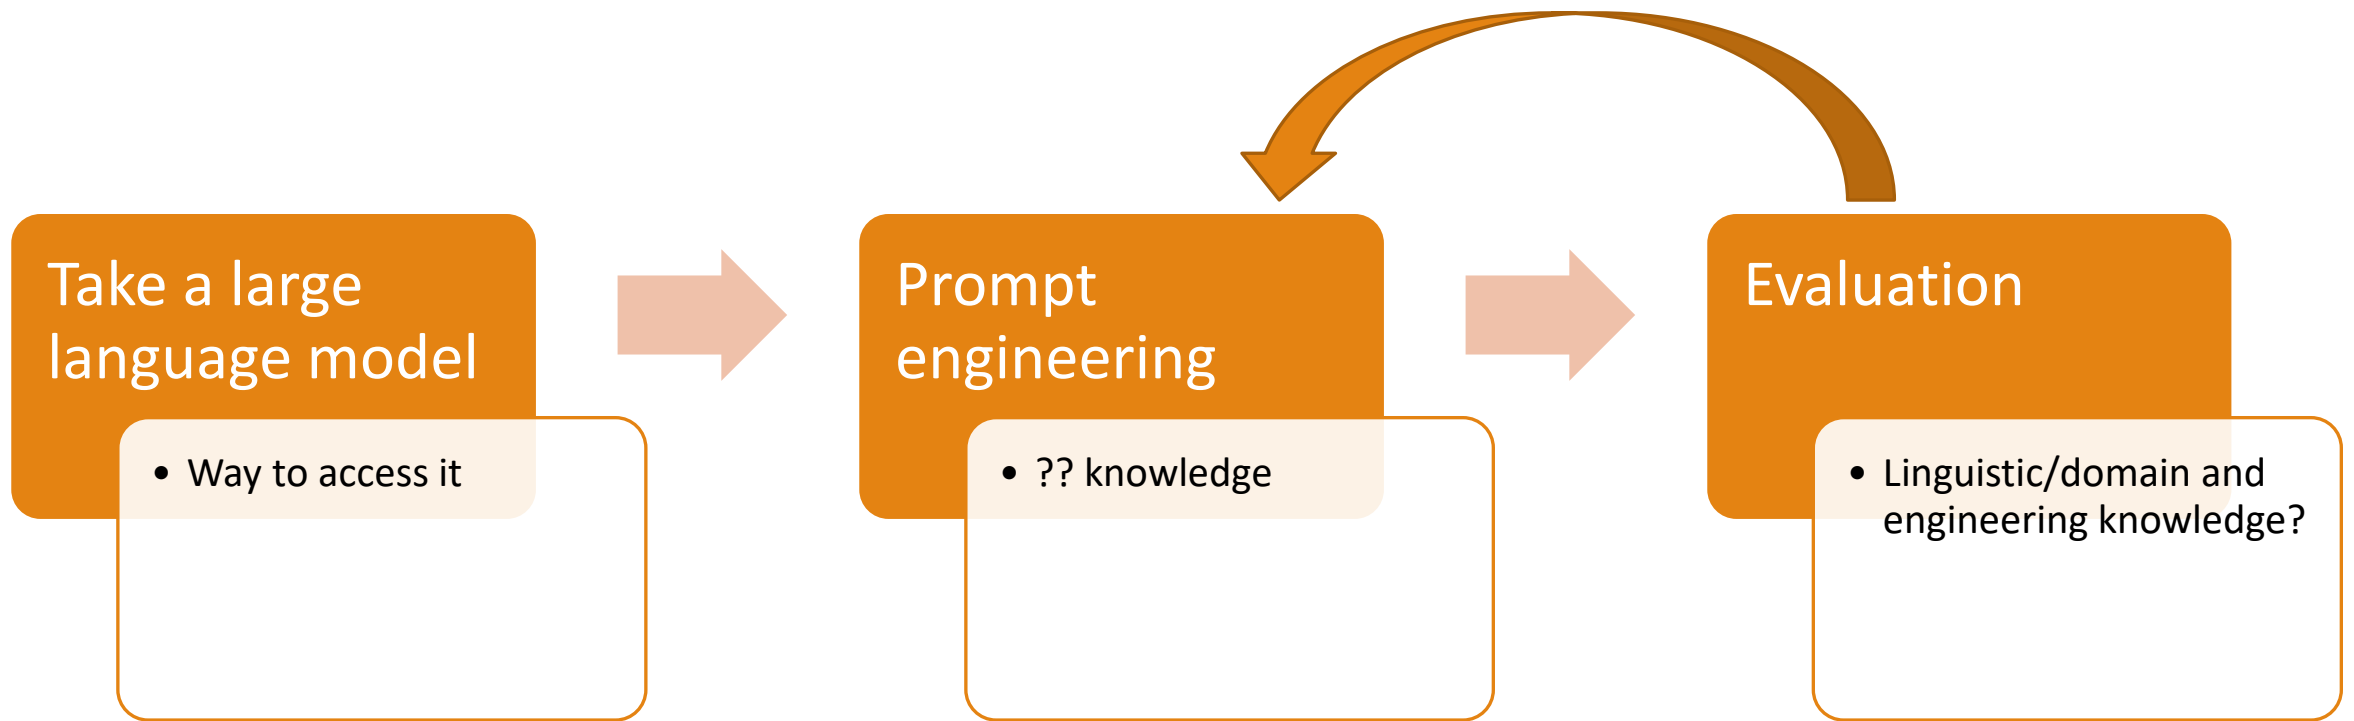 Take a large
language model
• Way to access it
Prompt
engineering
• ?? knowledge
Evaluation
• Linguistic/domain and
engineering knowledge?